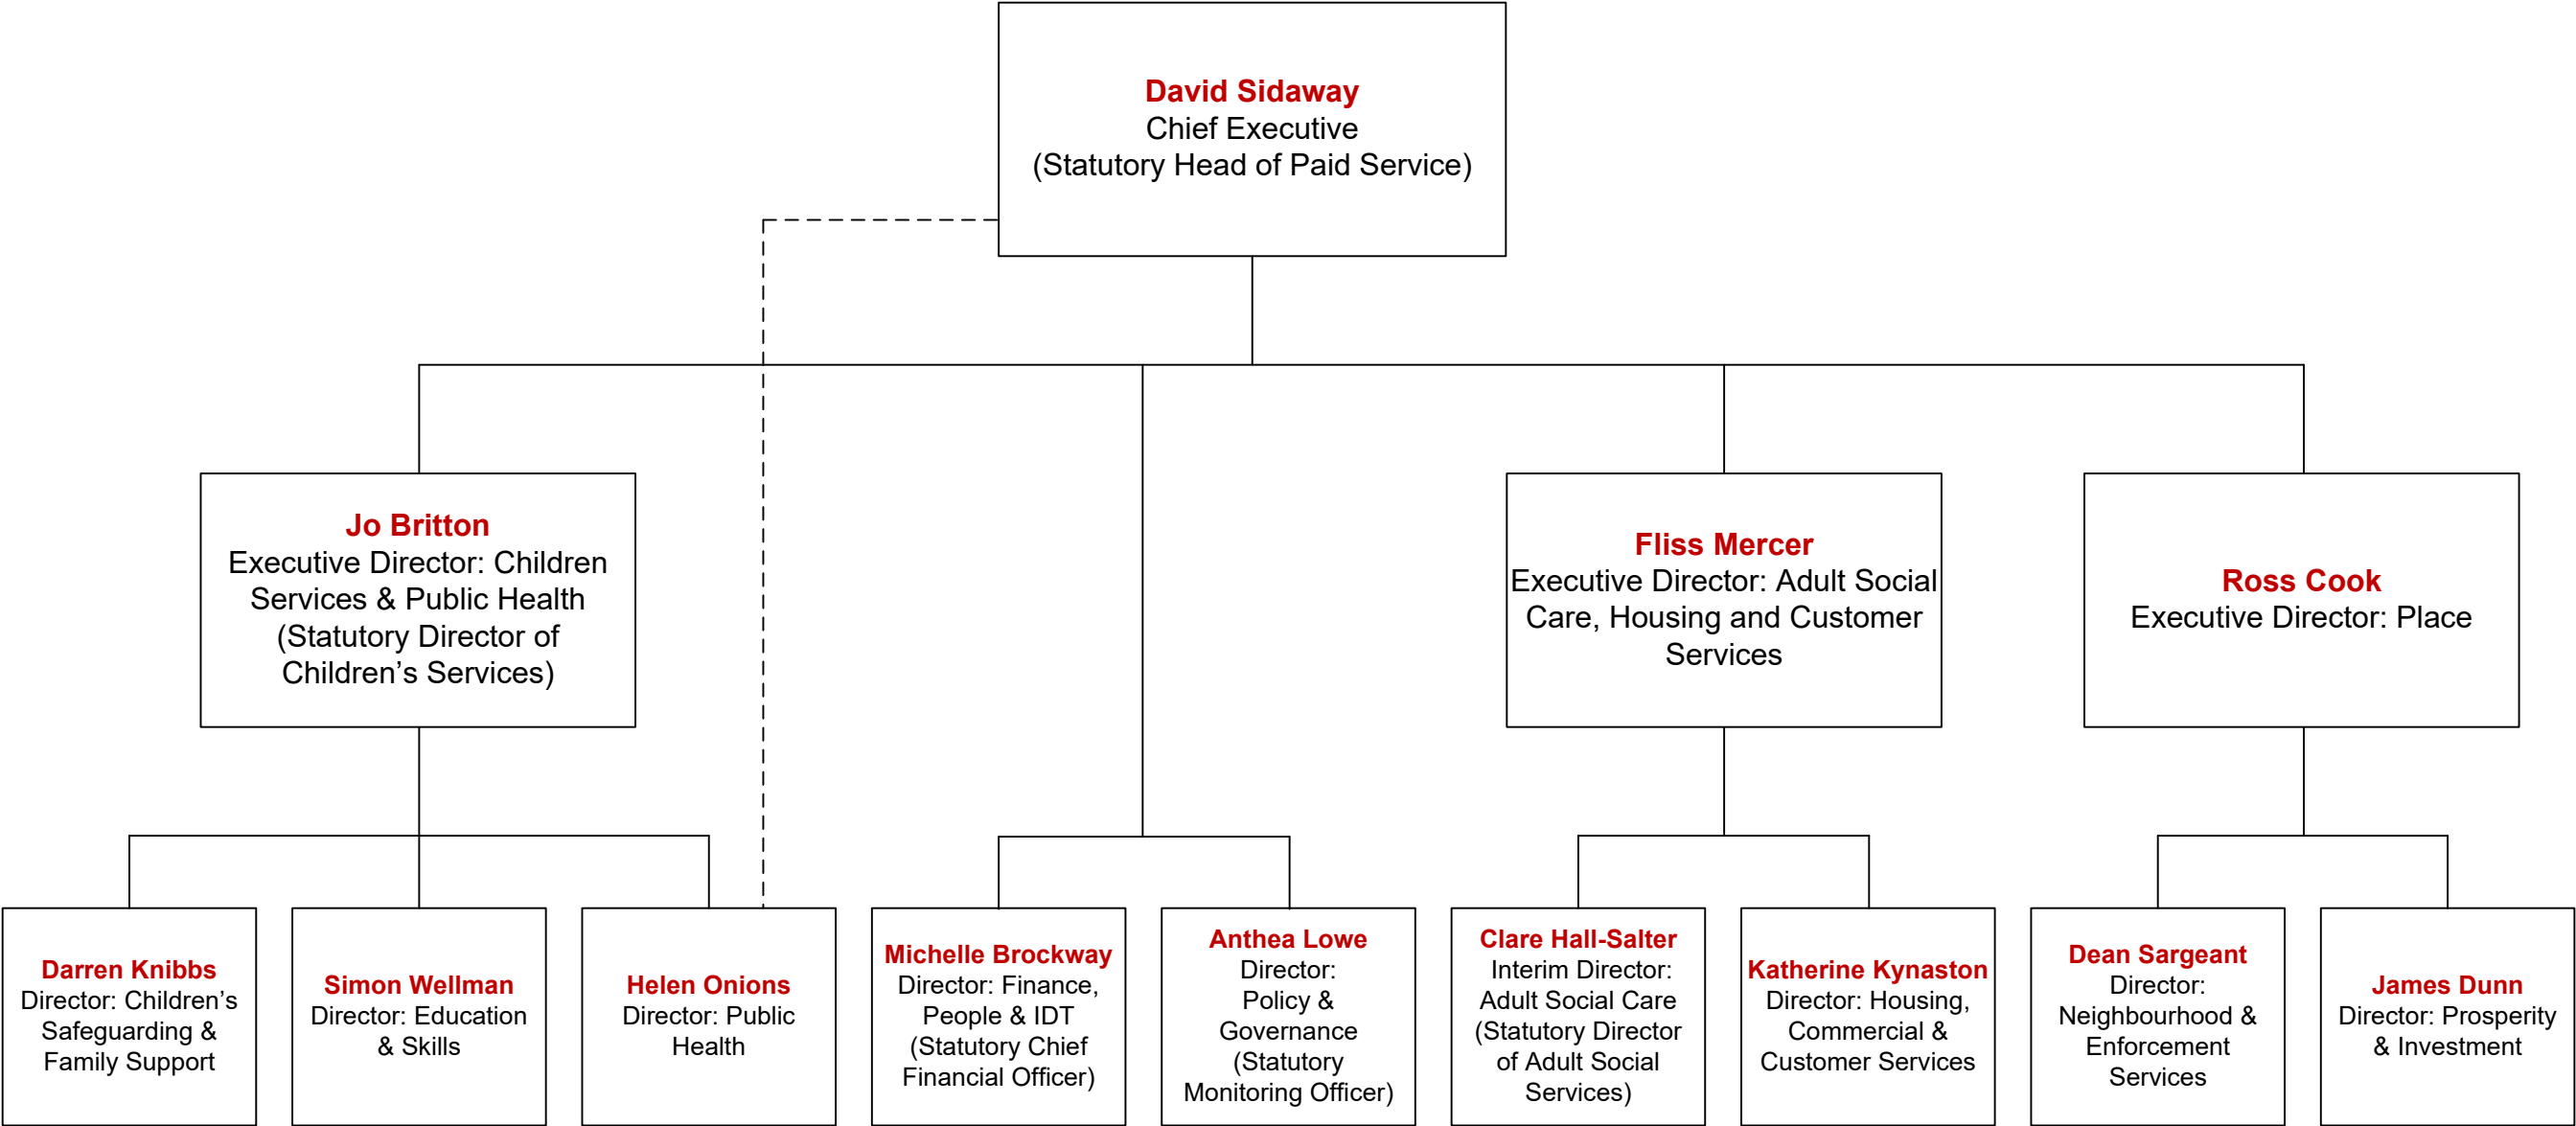 David Sidaway
Chief Executive
(Statutory Head of Paid Service)
Jo Britton
Executive Director: Children
Services & Public Health
(Statutory Director of
Children’s Services)
Fliss Mercer
Executive Director: Adult Social
Care, Housing and Customer
Services
Ross Cook
Executive Director: Place
Darren Knibbs
Director: Children’s
Safeguarding &
Family Support
Simon Wellman
Director: Education
& Skills
Helen Onions
Director: Public
Health
Michelle Brockway
Director: Finance,
People & IDT
(Statutory Chief
Financial Officer)
Anthea Lowe
Director:
Policy &
Governance
(Statutory
Monitoring Officer)
Clare Hall-Salter
Interim Director:
Adult Social Care
(Statutory Director
of Adult Social
Services)
Katherine Kynaston
Director: Housing,
Commercial &
Customer Services
Dean Sargeant
Director:
Neighbourhood &
Enforcement
Services
James Dunn
Director: Prosperity
& Investment